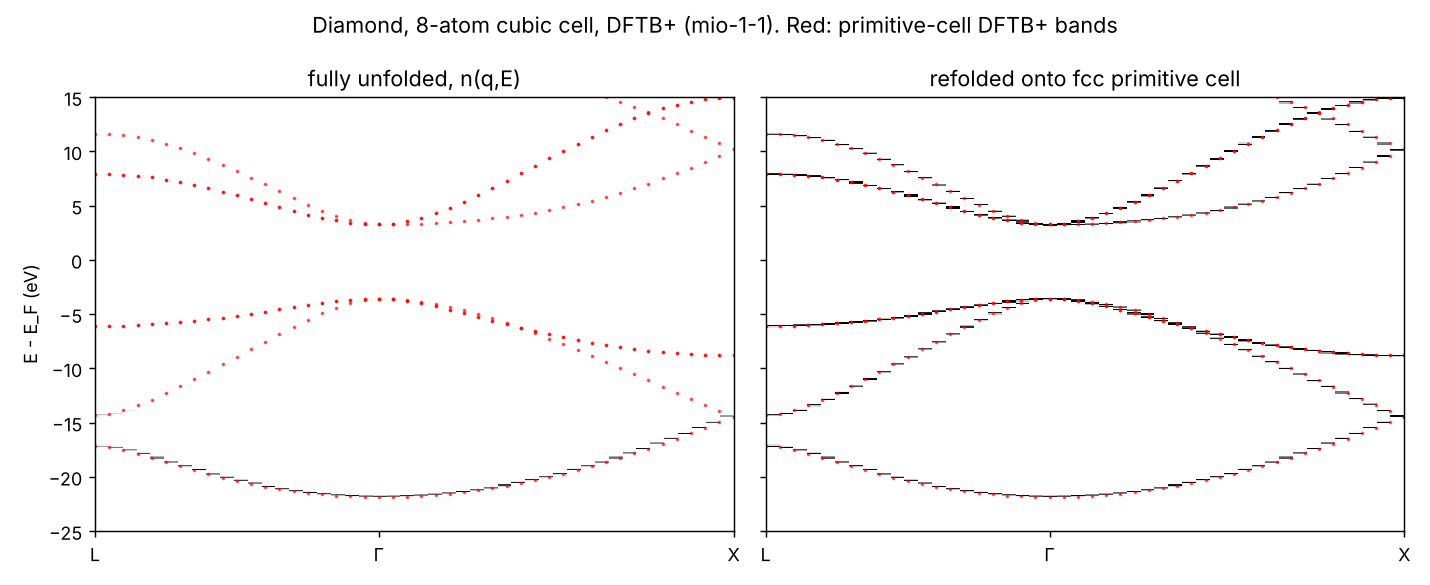 Diamond, 8-atom cubic cell, DFTB+ (mio-1-1). Red: primitive-cell DFTB+ bands
fully unfolded, n(q,E)
refolded onto fcc primitive cell
E - E_F (eV)
15
10
5
0
−5
−10
−15
−20
−25
L
Γ
X
L
Γ
X